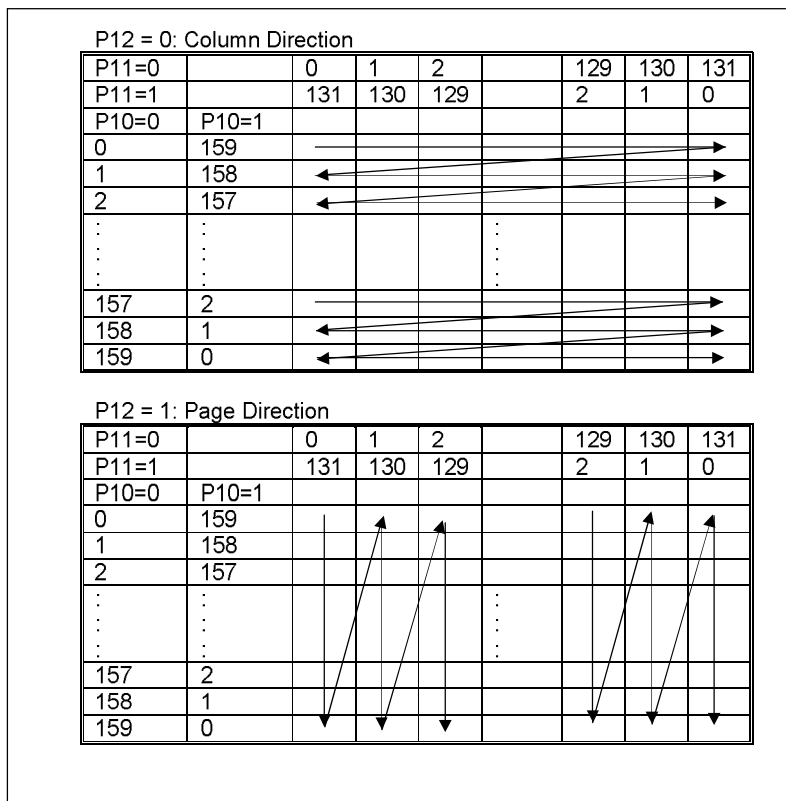 P12 = 0: Column Direction
P11=0 0 1 2 129 130 131
P11=1 131 130 129 2 1 0
P10=0 P10=1
0 159
1 158
2 157
: : :
: : :
157 2
158 1
159 0
P12 = 1: Page Direction
P11=0 0 1 2 129 130 131
P11=1 131 130 129 2 1 0
P10=0 P10=1
0 159
1 158
2 157
: : :
: : :
157 2
158 1
159 0